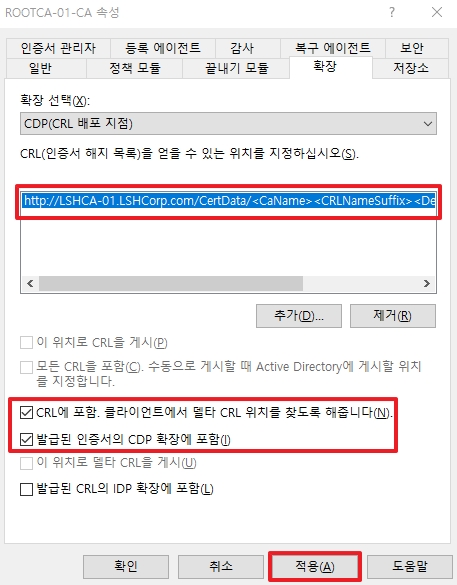 ROOTCA-01-CA 속성
인증서 관리자 등록 에이전트 감사 복구 에이전트 보안
일반 정책 모듈 끝내기 모듈 확장 저장소
확장 선택(X):
CDP(CRL 배포 지점)
CRL(인증서 해지 목록)을 얻을 수 있는 위치를 지정하십시오(S).
http://LSHCA-01.LSHCorp.com/CertData/<CaName><CRLNameSuffix><De
추가(D)... 제거(R)
이 위치로 CRL을 게시(P)
모든 CRL을 포함(C). 수동으로 게시할 때 Active Directory에 게시할 위치
를 지정합니다.
CRL에 포함. 클라이언트에서 델타 CRL 위치를 찾도록 해줍니다(N).
발급된 인증서의 CDP 확장에 포함(I)
이 위치로 델타 CRL을 게시(U)
발급된 CRL의 IDP 확장에 포함(L)
확인 취소 적용(A) 도움말